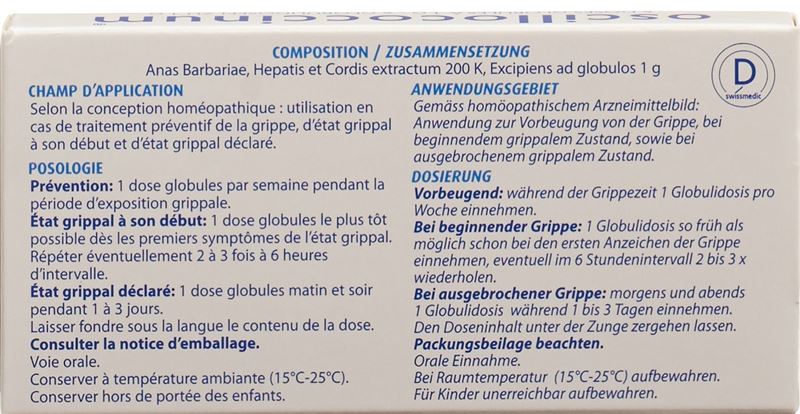 oscillococcinum
COMPOSITION / ZUSAMMENSETZUNG
Anas Barbariae, Hepatis et Cordis extractum 200 K, Excipiens ad globulos 1 g
D
swissmedic
CHAMP D'APPLICATION
Selon la conception homéopathique : utilisation en
cas de traitement préventif de la grippe, d'état grippal
à son début et d'état grippal déclaré.
POSOLOGIE
Prévention: 1 dose globules par semaine pendant la
période d'exposition grippale.
État grippal à son début: 1 dose globules le plus tôt
possible dès les premiers symptômes de l'état grippal.
Répéter éventuellement 2 à 3 fois à 6 heures
d'intervalle.
État grippal déclaré: 1 dose globules matin et soir
pendant 1 à 3 jours.
Laisser fondre sous la langue le contenu de la dose.
Consulter la notice d'emballage.
Voie orale.
Conserver à température ambiante (15°C-25°C).
Conserver hors de portée des enfants.
ANWENDUNGSGEBIET
Gemäss homöopathischem Arzneimittelbild:
Anwendung zur Vorbeugung von der Grippe, bei
beginnendem grippalem Zustand, sowie bei
ausgebrochenem grippalem Zustand.
DOSIERUNG
Vorbeugend: während der Grippezeit 1 Globulidosis pro
Woche einnehmen.
Bei beginnender Grippe: 1 Globulidosis so früh als
möglich schon bei den ersten Anzeichen der Grippe
einnehmen, eventuell im 6 Stundenintervall 2 bis 3 x
wiederholen.
Bei ausgebrochener Grippe: morgens und abends
1 Globulidosis während 1 bis 3 Tagen einnehmen.
Den Doseninhalt unter der Zunge zergehen lassen.
Packungsbeilage beachten.
Orale Einnahme.
Bei Raumtemperatur (15°C-25°C) aufbewahren.
Für Kinder unerreichbar aufbewahren.